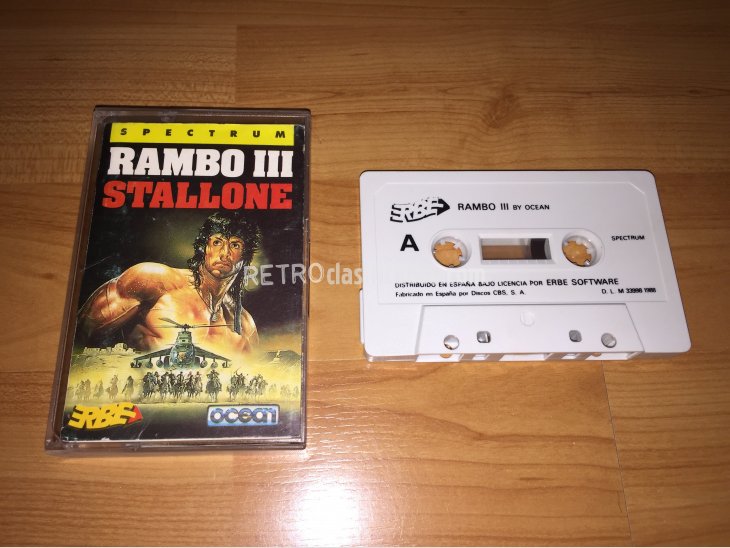 SPECTRUM
RAMBO III
STALLONE
ERBE
ocean
ERBE RAMBO III BY OCEAN
A
SPECTRUM
DISTRIBUIDO EN ESPAÑA BAJO LICENCIA POR ERBE SOFTWARE
Fabricado en España por Discos CBS, S. A. D. L. M 33998 1988
RETROclas